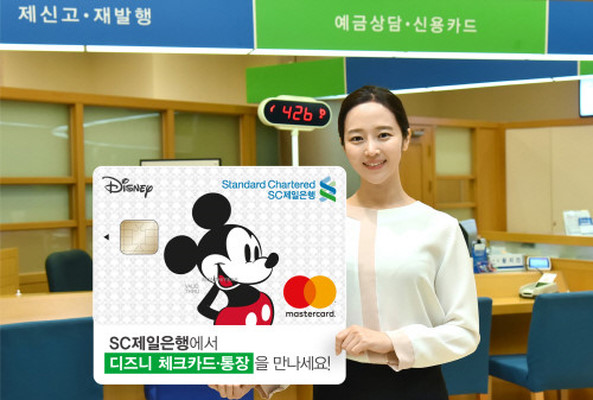 제신고·재발행
예금상담·신용카드
426
Disney
Standard Chartered
SC제일은행
VALID
THRU
mastercard.
SC제일은행에서
디즈니 체크카드·통장을 만나세요!